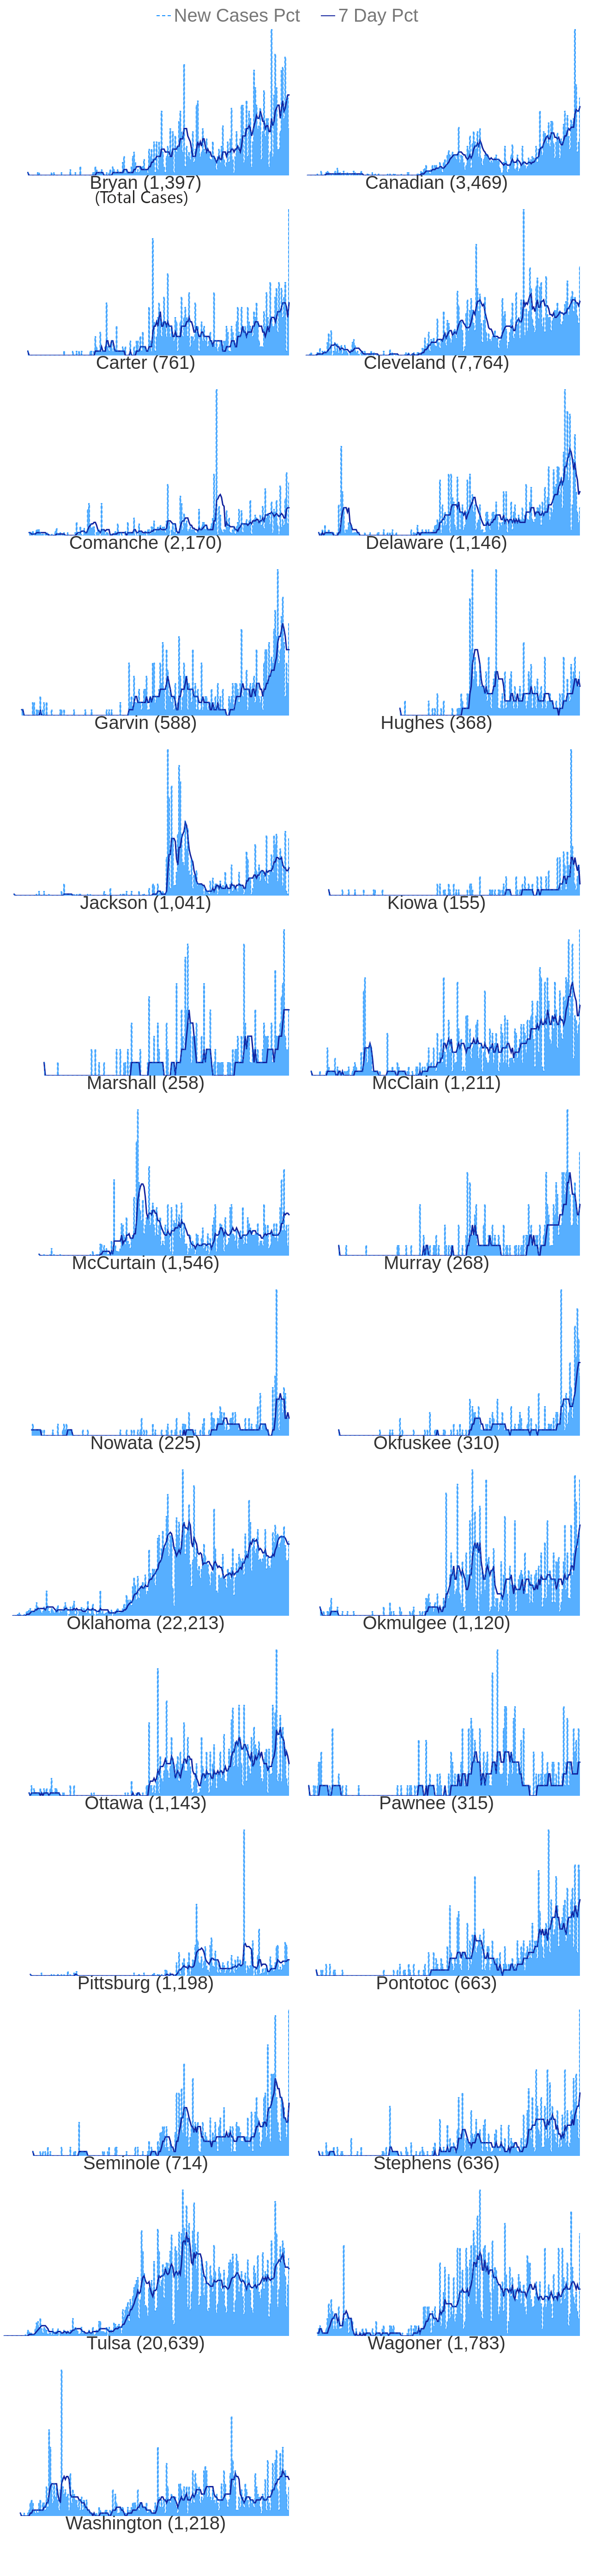 New Cases Pct 7 Day Pct
Bryan (1,397) Canadian (3,469)
(Total Cases)
Carter (761) Cleveland (7,764)
Comanche (2,170) Delaware (1,146)
Garvin (588) Hughes (368)
Jackson (1,041) Kiowa (155)
Marshall (258) McClain (1,211)
McCurtain (1,546) Murray (268)
Nowata (225) Okfuskee (310)
Oklahoma (22,213) Okmulgee (1,120)
Ottawa (1,143) Pawnee (315)
Pittsburg (1,198) Pontotoc (663)
Seminole (714) Stephens (636)
Tulsa (20,639) Wagoner (1,783)
Washington (1,218)